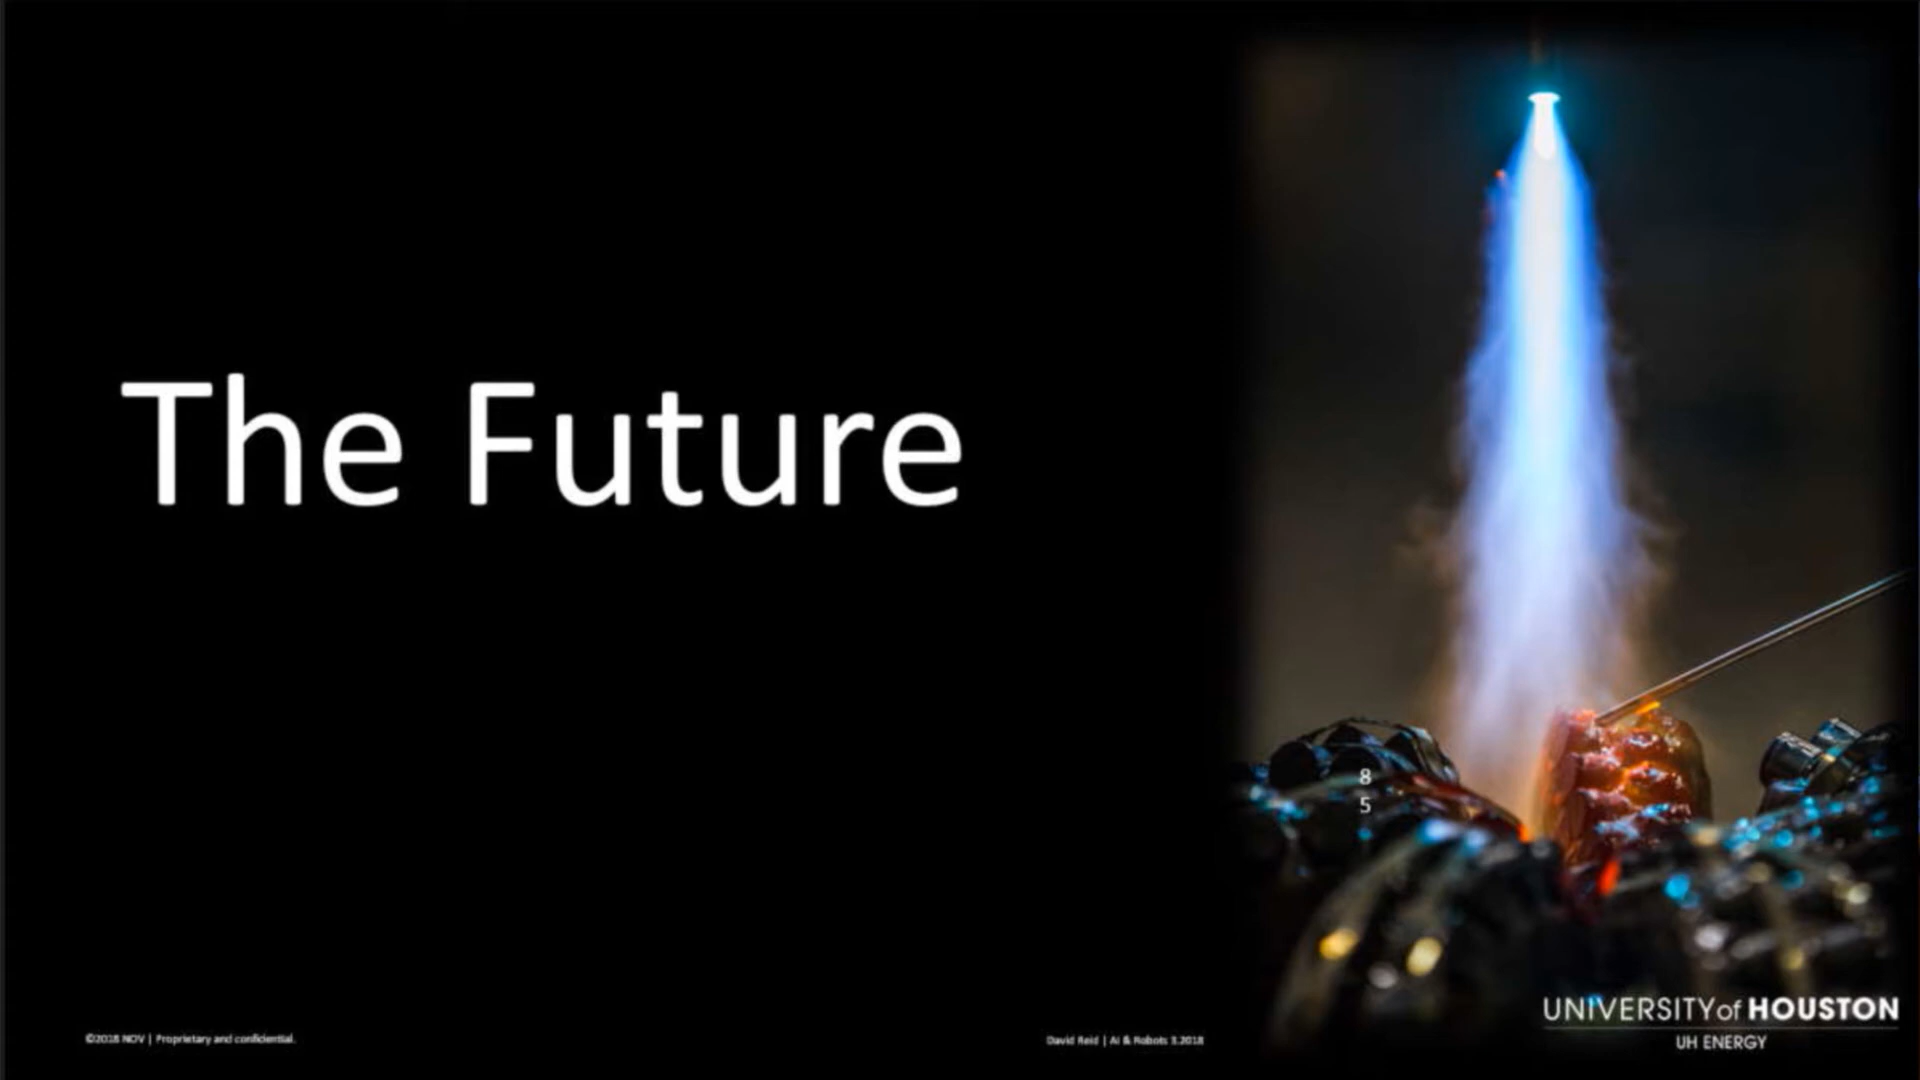 The Future
8
5
©2018 NOV | Proprietary and confidential.
David Reid | AI & Robots 3.2018
UNIVERSITY of HOUSTON
UH ENERGY